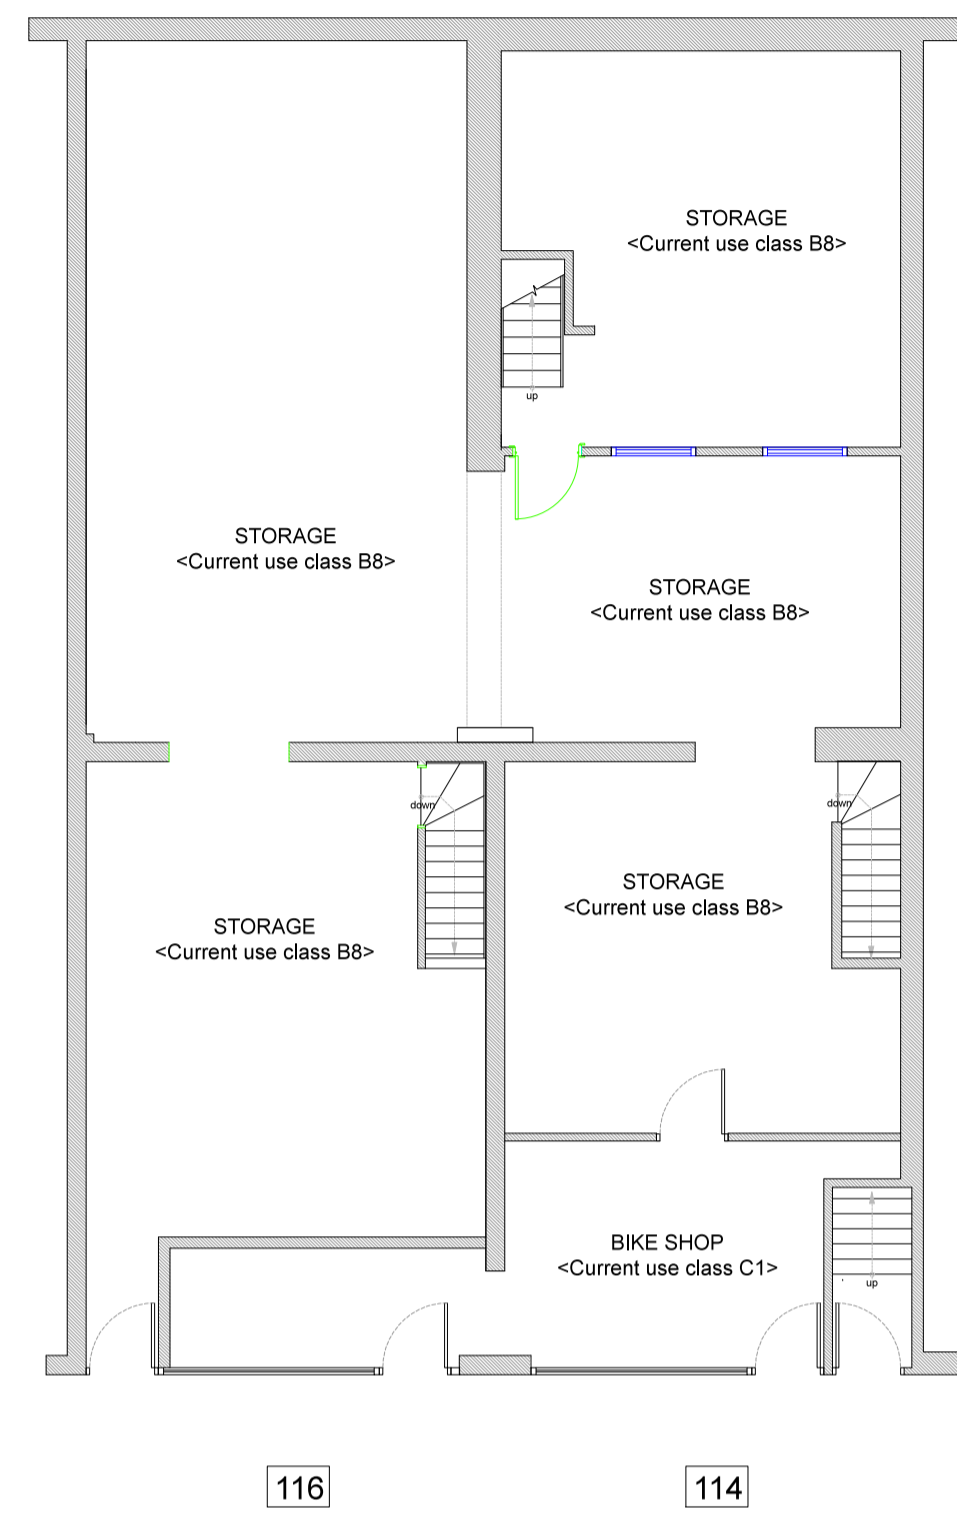 STORAGE
<Current use class B8>
up
STORAGE
<Current use class B8>
STORAGE
<Current use class B8>
down
down
STORAGE
<Current use class B8>
STORAGE
<Current use class B8>
BIKE SHOP
<Current use class C1>
up
116
114